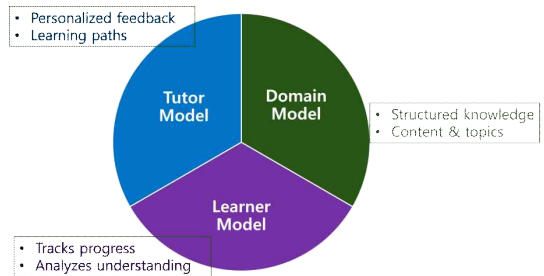 • Personalized feedback
• Learning paths
Tutor
Model
Domain
Model
• Structured knowledge
• Content & topics
Learner
Model
• Tracks progress
• Analyzes understanding